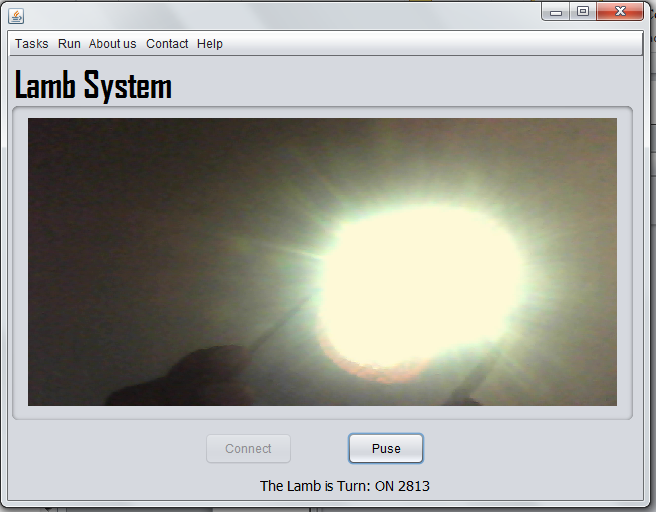 Tasks Run About us Contact Help
Lamb System
Connect Puse
The Lamb is Turn: ON 2813